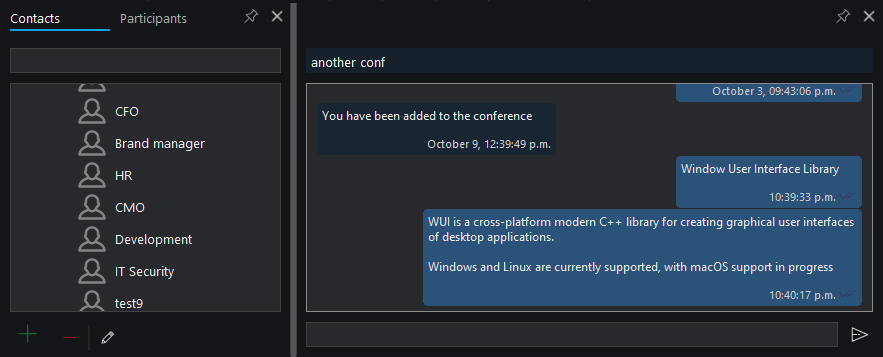 Contacts
Participants
CFO
Brand manager
HR
CMO
Development
IT Security
test9
another conf
October 3, 09:43:06 p.m.
You have been added to the conference
October 9, 12:39:49 p.m.
Window User Interface Library
10:39:33 p.m.
WUI is a cross-platform modern C++ library for creating graphical user interfaces
of desktop applications.
Windows and Linux are currently supported, with macOS support in progress
10:40:17 p.m.